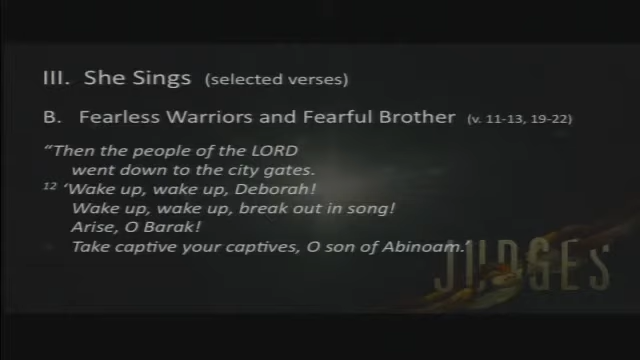 III. She Sings (selected verses)
B. Fearless Warriors and Fearful Brother (v. 11-13, 19-22)
“Then the people of the LORD
went down to the city gates.
12 ‘Wake up, wake up, Deborah!
Wake up, wake up, break out in song!
Arise, O Barak!
Take captive your captives, O son of Abinoam.’
JUDGES